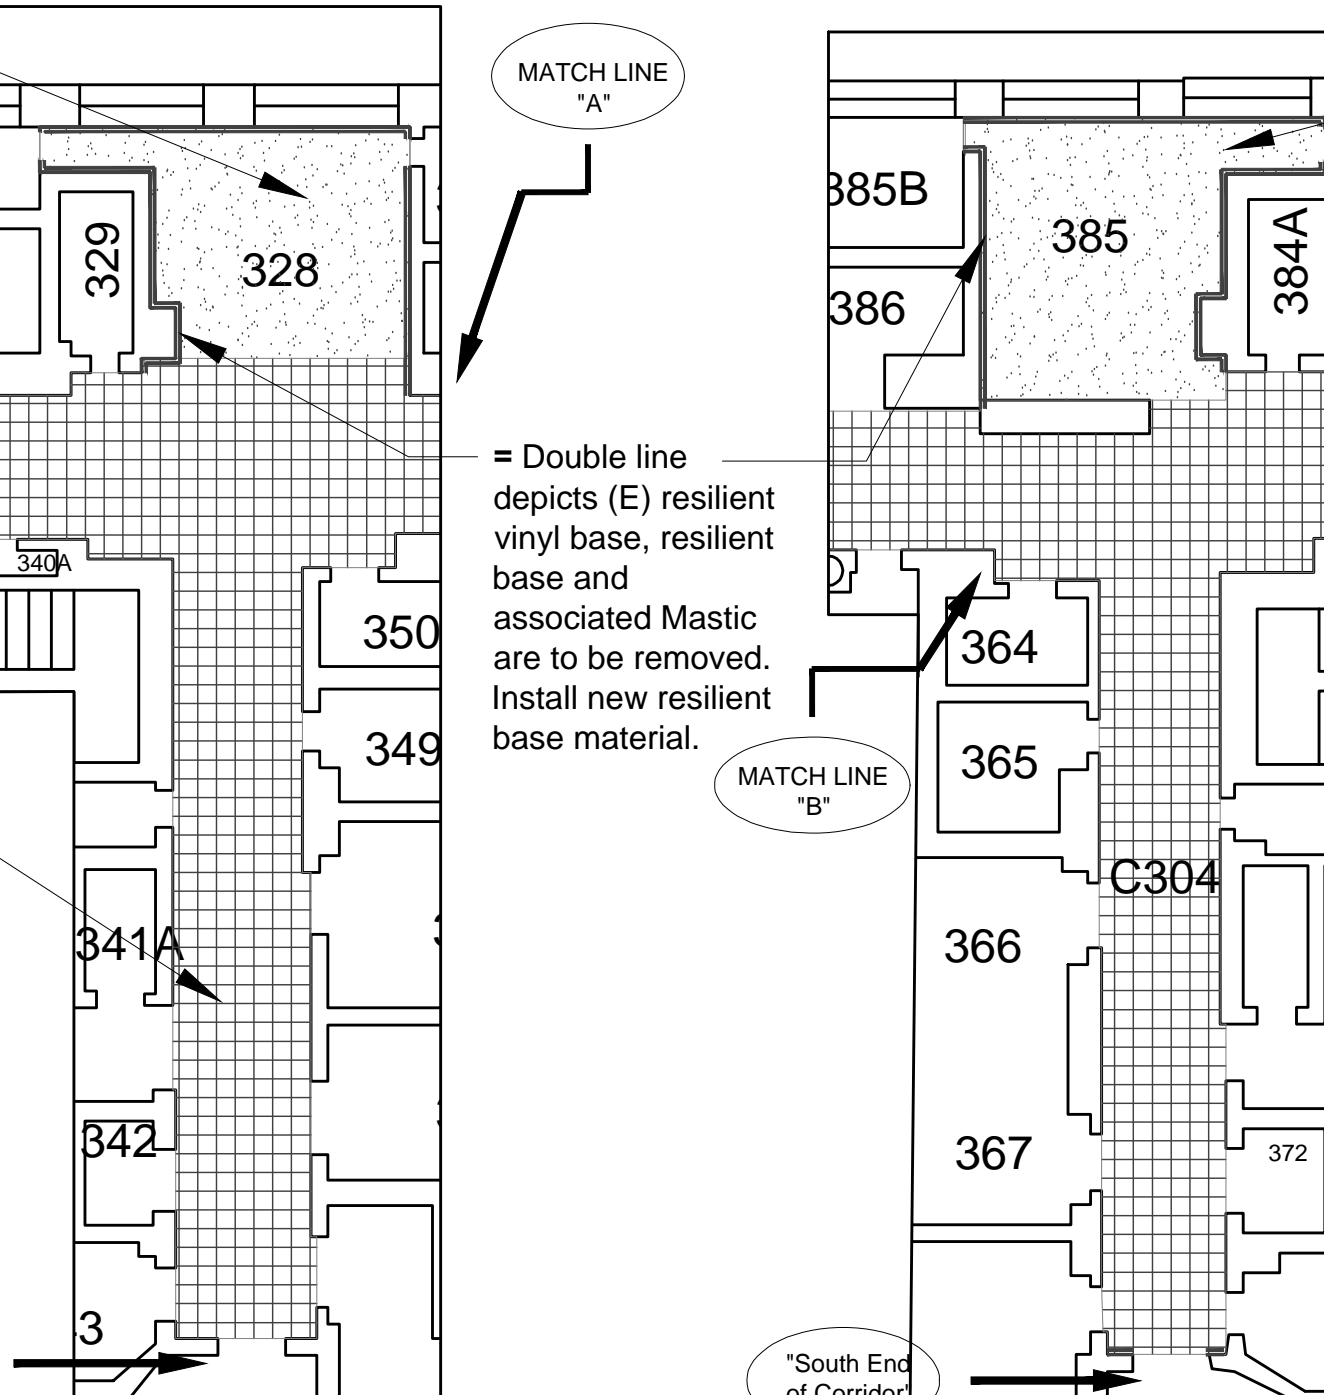 MATCH LINE
"A"
385B
385
384A
329
328
386
= Double line
depicts (E) resilient
vinyl base, resilient
base and
associated Mastic
are to be removed.
Install new resilient
base material.
340A
350
364
349
365
MATCH LINE
"B"
C304
341A
366
342
367
372
3
"South End
of Corridor"